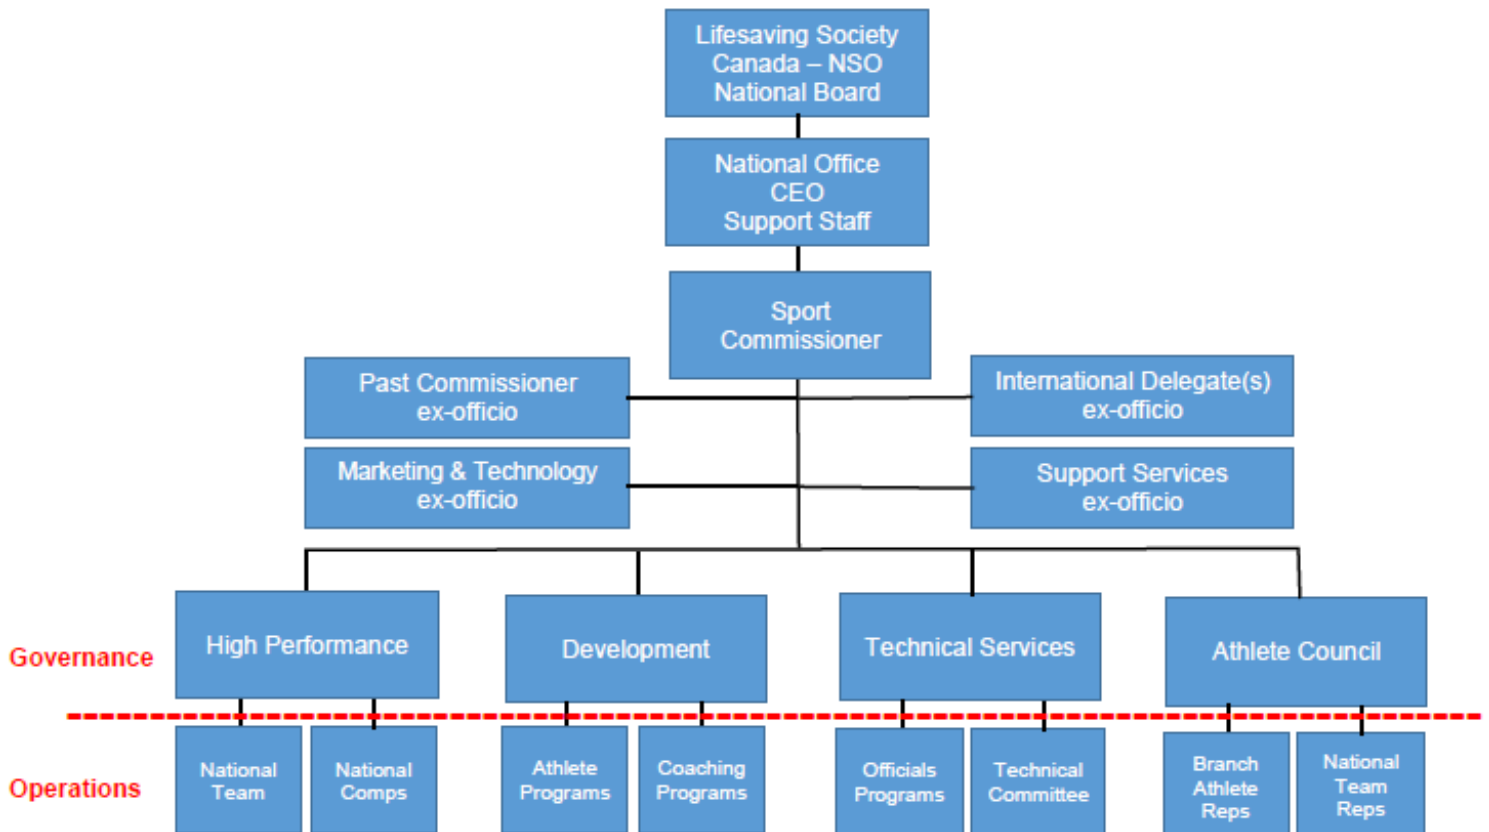 Lifesaving Society
Canada – NSO
National Board
National Office
CEO
Support Staff
Sport
Commissioner
Past Commissioner
ex-officio
International Delegate(s)
ex-officio
Marketing & Technology
ex-officio
Support Services
ex-officio
Governance
High Performance
Development
Technical Services
Athlete Council
Operations
National
Team
National
Comps
Athlete
Programs
Coaching
Programs
Officials
Programs
Technical
Committee
Branch
Athlete
Reps
National
Team
Reps